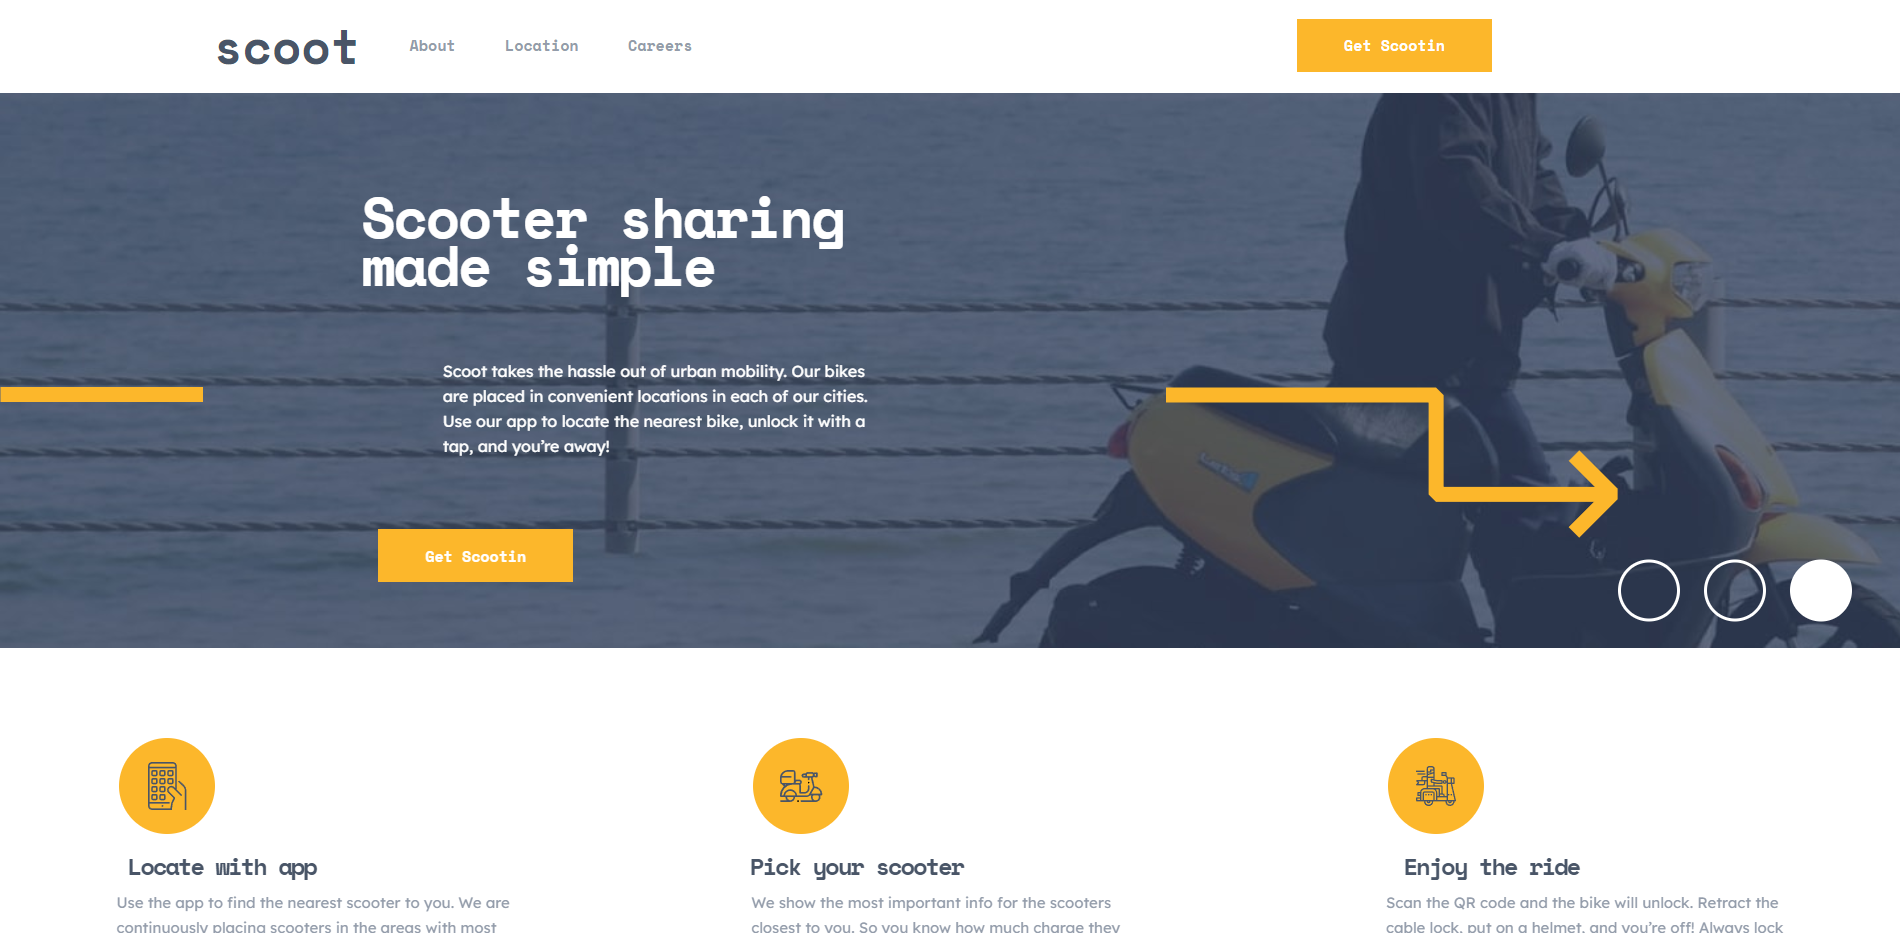 scoot
About Location Careers
Get Scootin
Scooter sharing
made simple
Scoot takes the hassle out of urban mobility. Our bikes
are placed in convenient locations in each of our cities.
Use our app to locate the nearest bike, unlock it with a
tap, and you’re away!
Get Scootin
Locate with app
Use the app to find the nearest scooter to you. We are
continuously placing scooters in the areas with most
Pick your scooter
We show the most important info for the scooters
closest to you. So you know how much charge they
Enjoy the ride
Scan the QR code and the bike will unlock. Retract the
cable lock, put on a helmet, and you’re off! Always lock